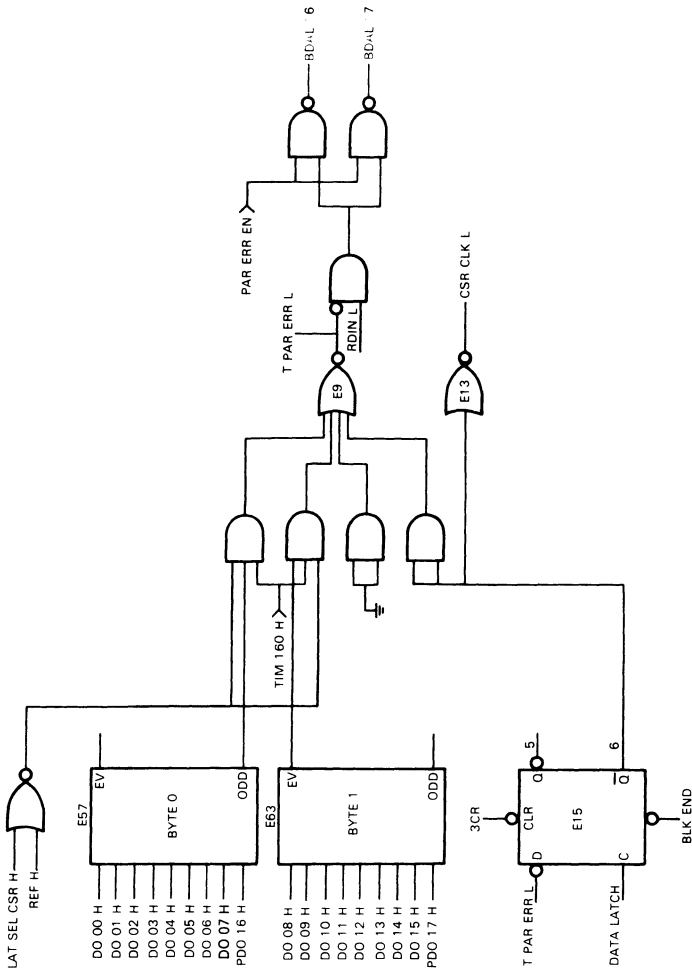 LAT SEL CSR H
REF H
E57
DO 00 H
DO 01 H
DO 02 H
DO 03 H
DO 04 H
DO 05 H
DO 06 H
DO 07 H
PDO 16 H
EV
BYTE 0
ODD
E63
DO 08 H
DO 09 H
DO 10 H
DO 11 H
DO 12 H
DO 13 H
DO 14 H
DO 15 H
PDO 17 H
EV
BYTE 1
ODD
3CR
T PAR ERR L
DATA LATCH
D
CLR
Q
5
E15
C
Q
6
BLK END
TIM 160 H
E9
T PAR ERR L
RDIN L
PAR ERR EN
E13
CSR CLK L
6
7